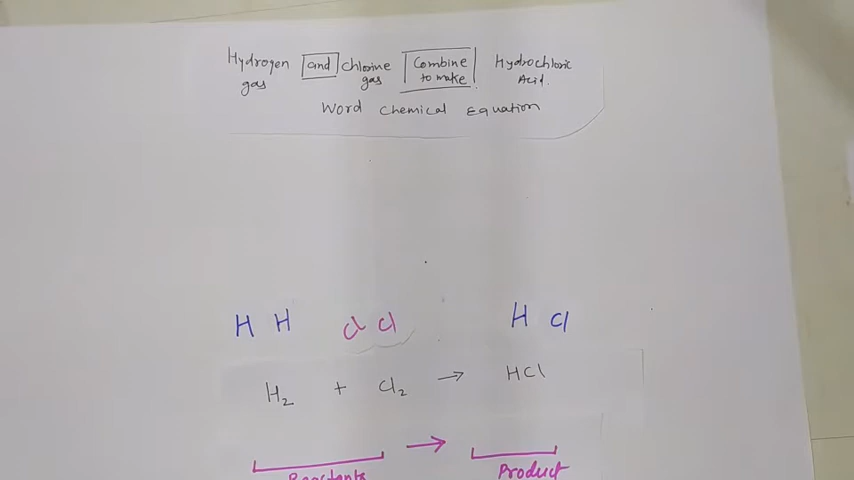 Hydrogen and Chlorine Combine Hydrochloric
gas gas to make Acid.
Word Chemical Equation
H H Cl Cl H Cl
H₂ + Cl₂ → HCl
→
Reactants Product